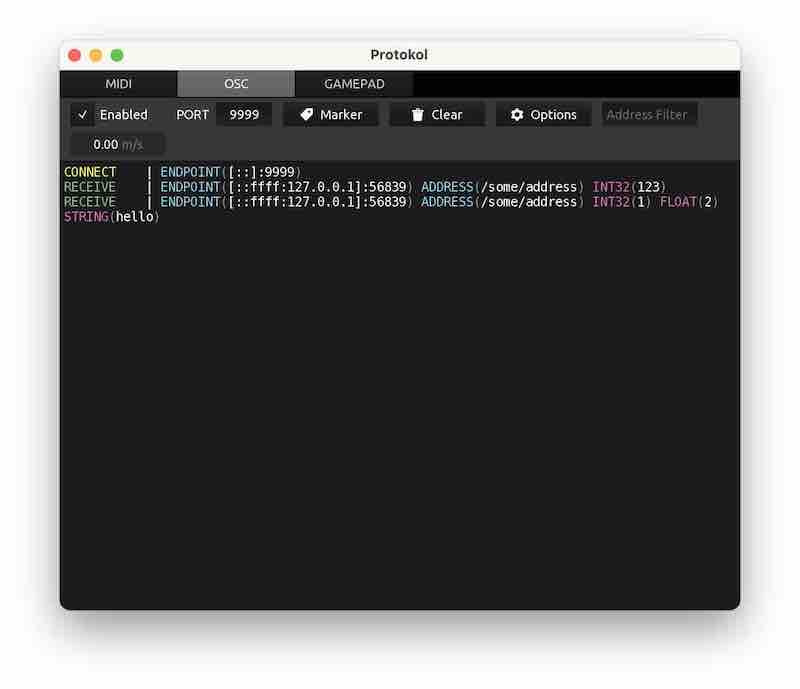 Protokol
MIDI OSC GAMEPAD
✓ Enabled PORT 9999 Marker Clear Options Address Filter
0.00 m/s
CONNECT | ENDPOINT([::]:9999)
RECEIVE | ENDPOINT([::ffff:127.0.0.1]:56839) ADDRESS(/some/address) INT32(123)
RECEIVE | ENDPOINT([::ffff:127.0.0.1]:56839) ADDRESS(/some/address) INT32(1) FLOAT(2)
STRING(hello)